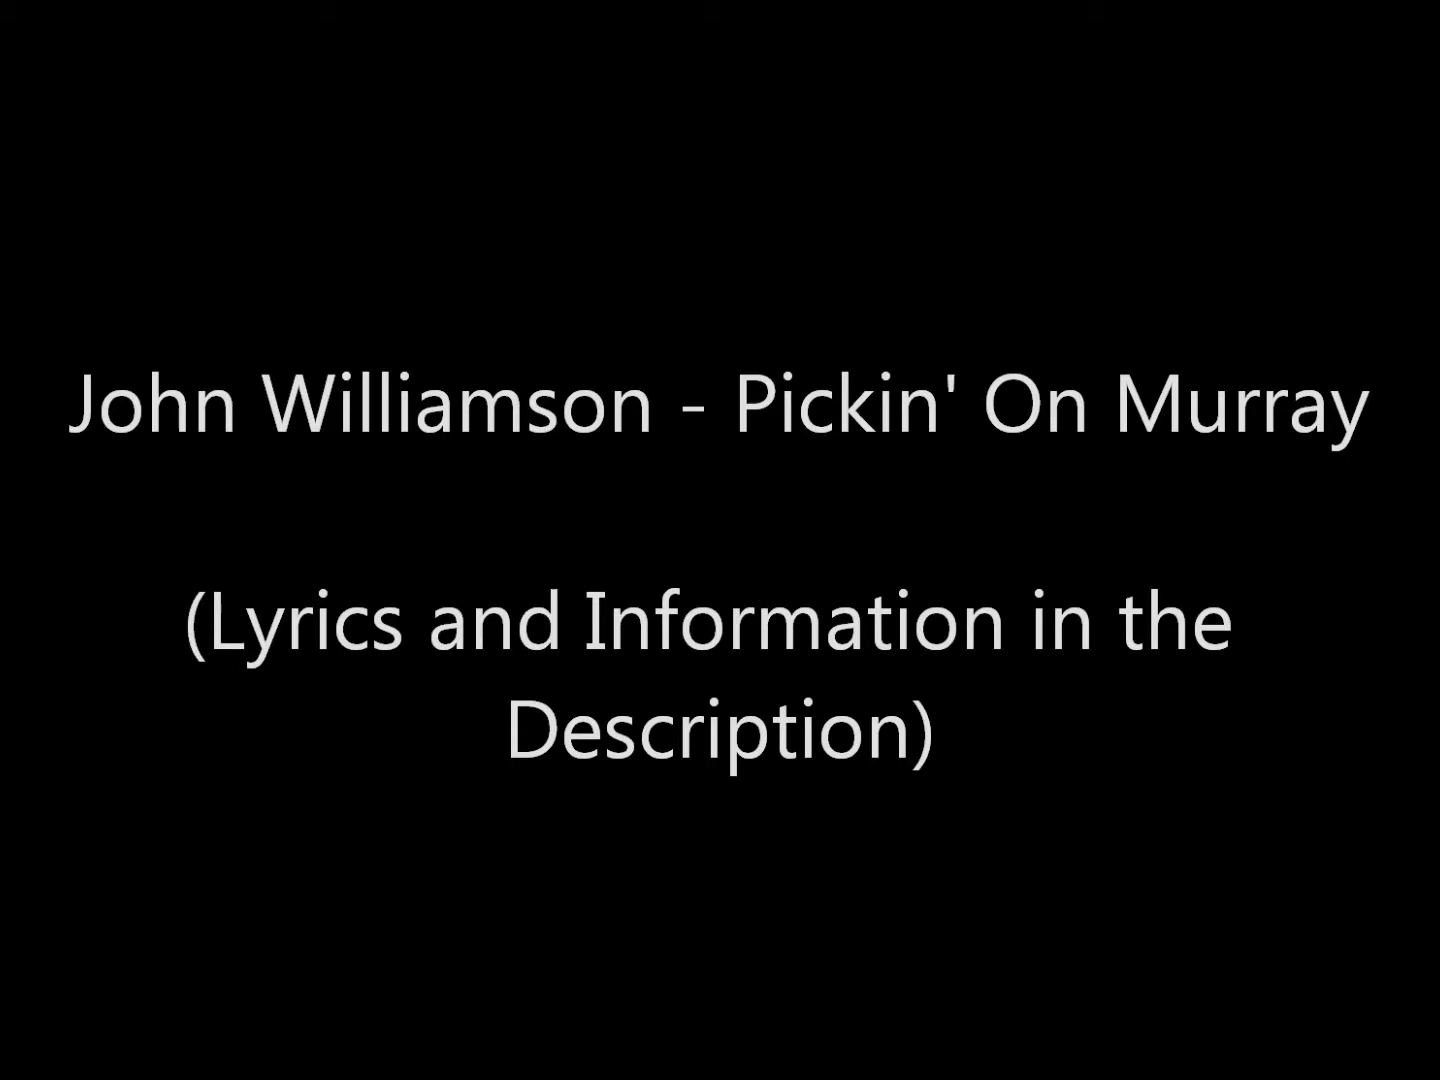 John Williamson - Pickin' On Murray
(Lyrics and Information in the
Description)